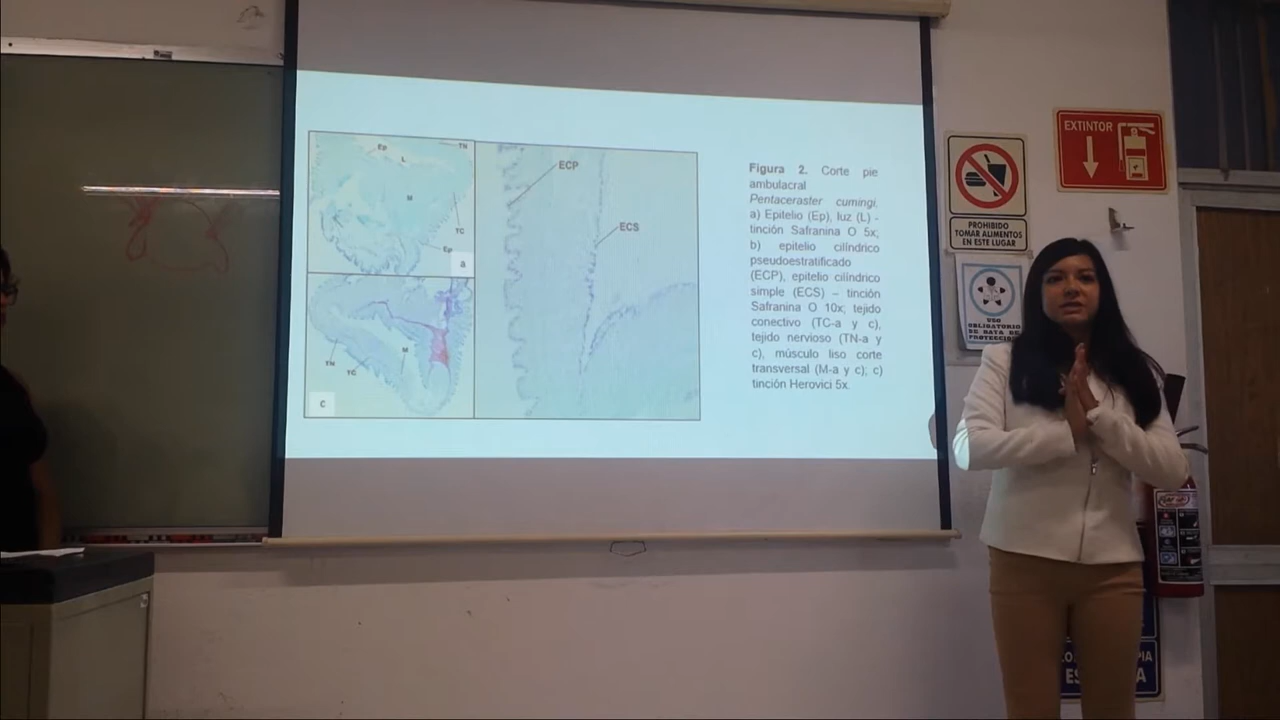 Ep
TN
L
M
TC
Ep
a
ECP
ECS
M
TN
TC
c
Figura 2. Corte pie
ambulacral
Pentaceraster cumingi,
a) Epitelio (Ep), luz (L) -
tinción Safranina O 5x;
b) epitelio cilíndrico
pseudoestratificado
(ECP), epitelio cilíndrico
simple (ECS) – tinción
Safranina O 10x; tejido
conectivo (TC-a y c),
tejido nervioso (TN-a y
c), músculo liso corte
transversal (M-a y c); c)
tinción Herovici 5x.
PROHIBIDO
TOMAR ALIMENTOS
EN ESTE LUGAR
EXTINTOR
USO
OBLIGATORIO
DE BATA DE
PROTECCION